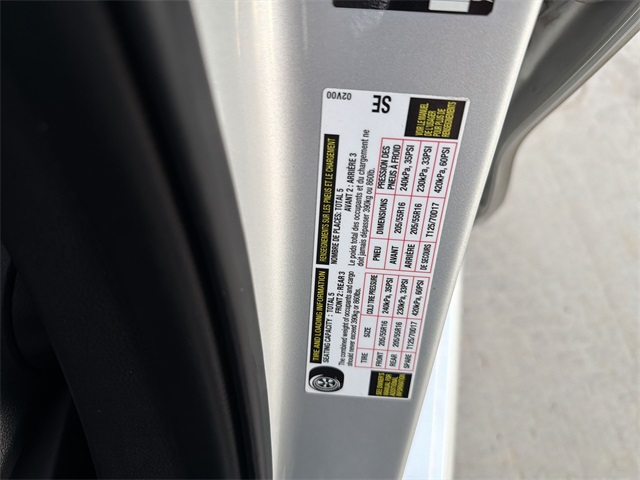 TIRE AND LOADING INFORMATION
SEATING CAPACITY : TOTAL 5
FRONT 2 : REAR 3
The combined weight of occupants and cargo
should never exceed 390kg or 860lbs.
TIRE SIZE COLD TIRE PRESSURE
FRONT 205/55R16 240kPa, 35PSI
REAR 205/55R16 230kPa, 33PSI
SPARE T125/70D17 420kPa, 60PSI
SEE OWNER'S
MANUAL FOR
ADDITIONAL
INFORMATION
RENSEIGNEMENTS SUR LES PNEUS ET LE CHARGEMENT
NOMBRE DE PLACES: TOTAL 5
AVANT 2 : ARRIÈRE 3
Le poids total des occupants et du chargement ne
doit jamais dépasser 390kg ou 860lb.
PNEU DIMENSIONS PRESSION DES
PNEUS À FROID
AVANT 205/55R16 240kPa, 35PSI
ARRIÈRE 205/55R16 230kPa, 33PSI
DE SECOURS T125/70D17 420kPa, 60PSI
VOIR LE MANUEL
DE L'USAGER
POUR PLUS DE
RENSEIGNEMENTS
02V00
SE